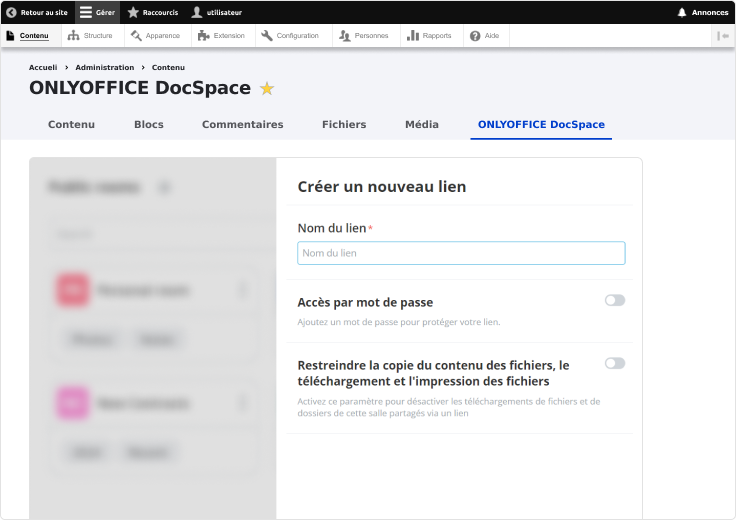 Retour au site Gérer Raccourcis utilisateur Annonces
Contenu Structure Apparence Extension Configuration Personnes Rapports Aide
Accueli > Administration > Contenu
ONLYOFFICE DocSpace
Contenu Blocs Commentaires Fichiers Média ONLYOFFICE DocSpace
Créer un nouveau lien
Nom du lien*
Nom du lien
Accès par mot de passe
Ajoutez un mot de passe pour protéger votre lien.
Restreindre la copie du contenu des fichiers, le
téléchargement et l'impression des fichiers
Activez ce paramètre pour désactiver les téléchargements de fichiers et de
dossiers de cette salle partagés via un lien